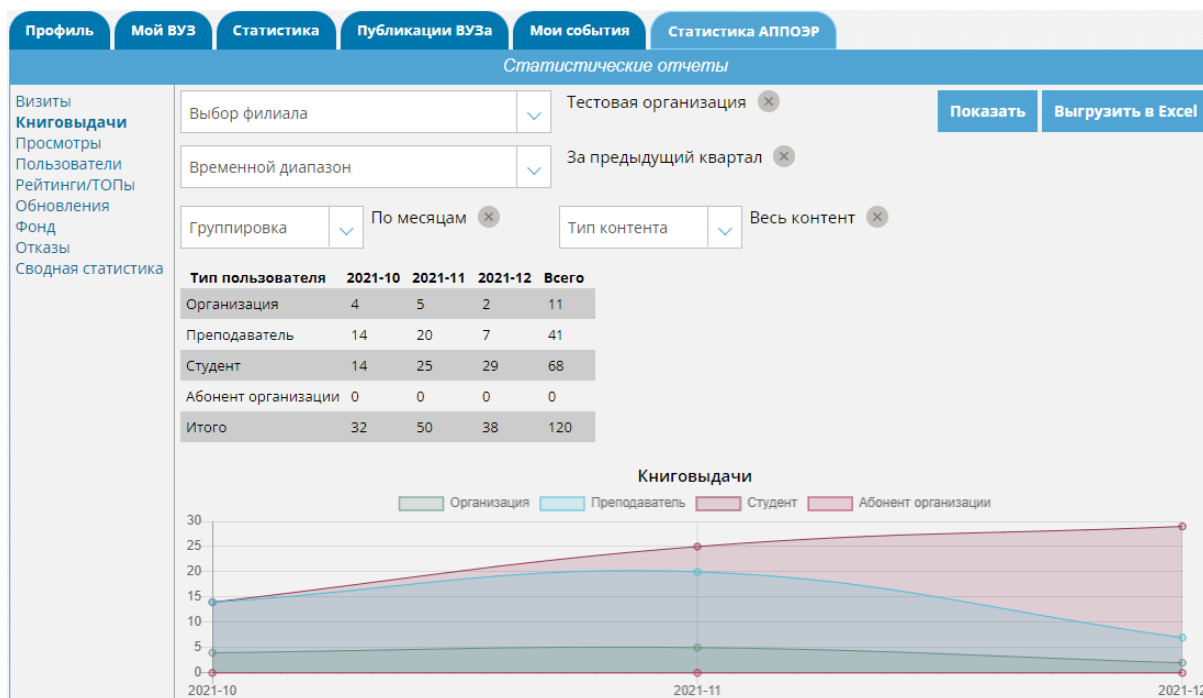 Профиль
Мой ВУЗ
Статистика
Публикации ВУЗа
Мои события
Статистика АППОЭР
Статистические отчеты
Визиты
Книговыдачи
Просмотры
Пользователи
Рейтинги/ТОПы
Обновления
Фонд
Отказы
Сводная статистика
Выбор филиала
Тестовая организация
Показать
Выгрузить в Excel
Временной диапазон
За предыдущий квартал
Группировка
По месяцам
Тип контента
Весь контент
Тип пользователя 2021-10 2021-11 2021-12 Всего
Организация 4 5 2 11
Преподаватель 14 20 7 41
Студент 14 25 29 68
Абонент организации 0 0 0 0
Итого 32 50 38 120
Книговыдачи
Организация Преподаватель Студент Абонент организации
30
25
20
15
10
5
0
2021-10 2021-11 2021-12